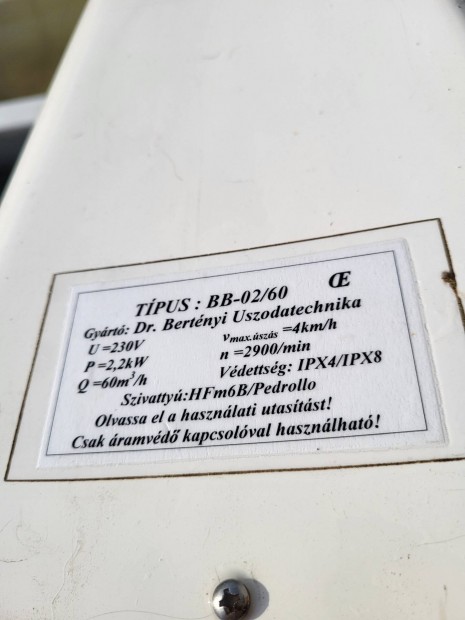 TÍPUS : BB-02/60 Œ
Gyártó: Dr. Bertényi Uszodatechnika
U =230V vmax.úszás =4km/h
P =2,2kW n =2900/min
Q =60m³/h Védettség: IPX4/IPX8
Szivattyú:HFm6B/Pedrollo
Olvassa el a használati utasítást!
Csak áramvédő kapcsolóval használható!